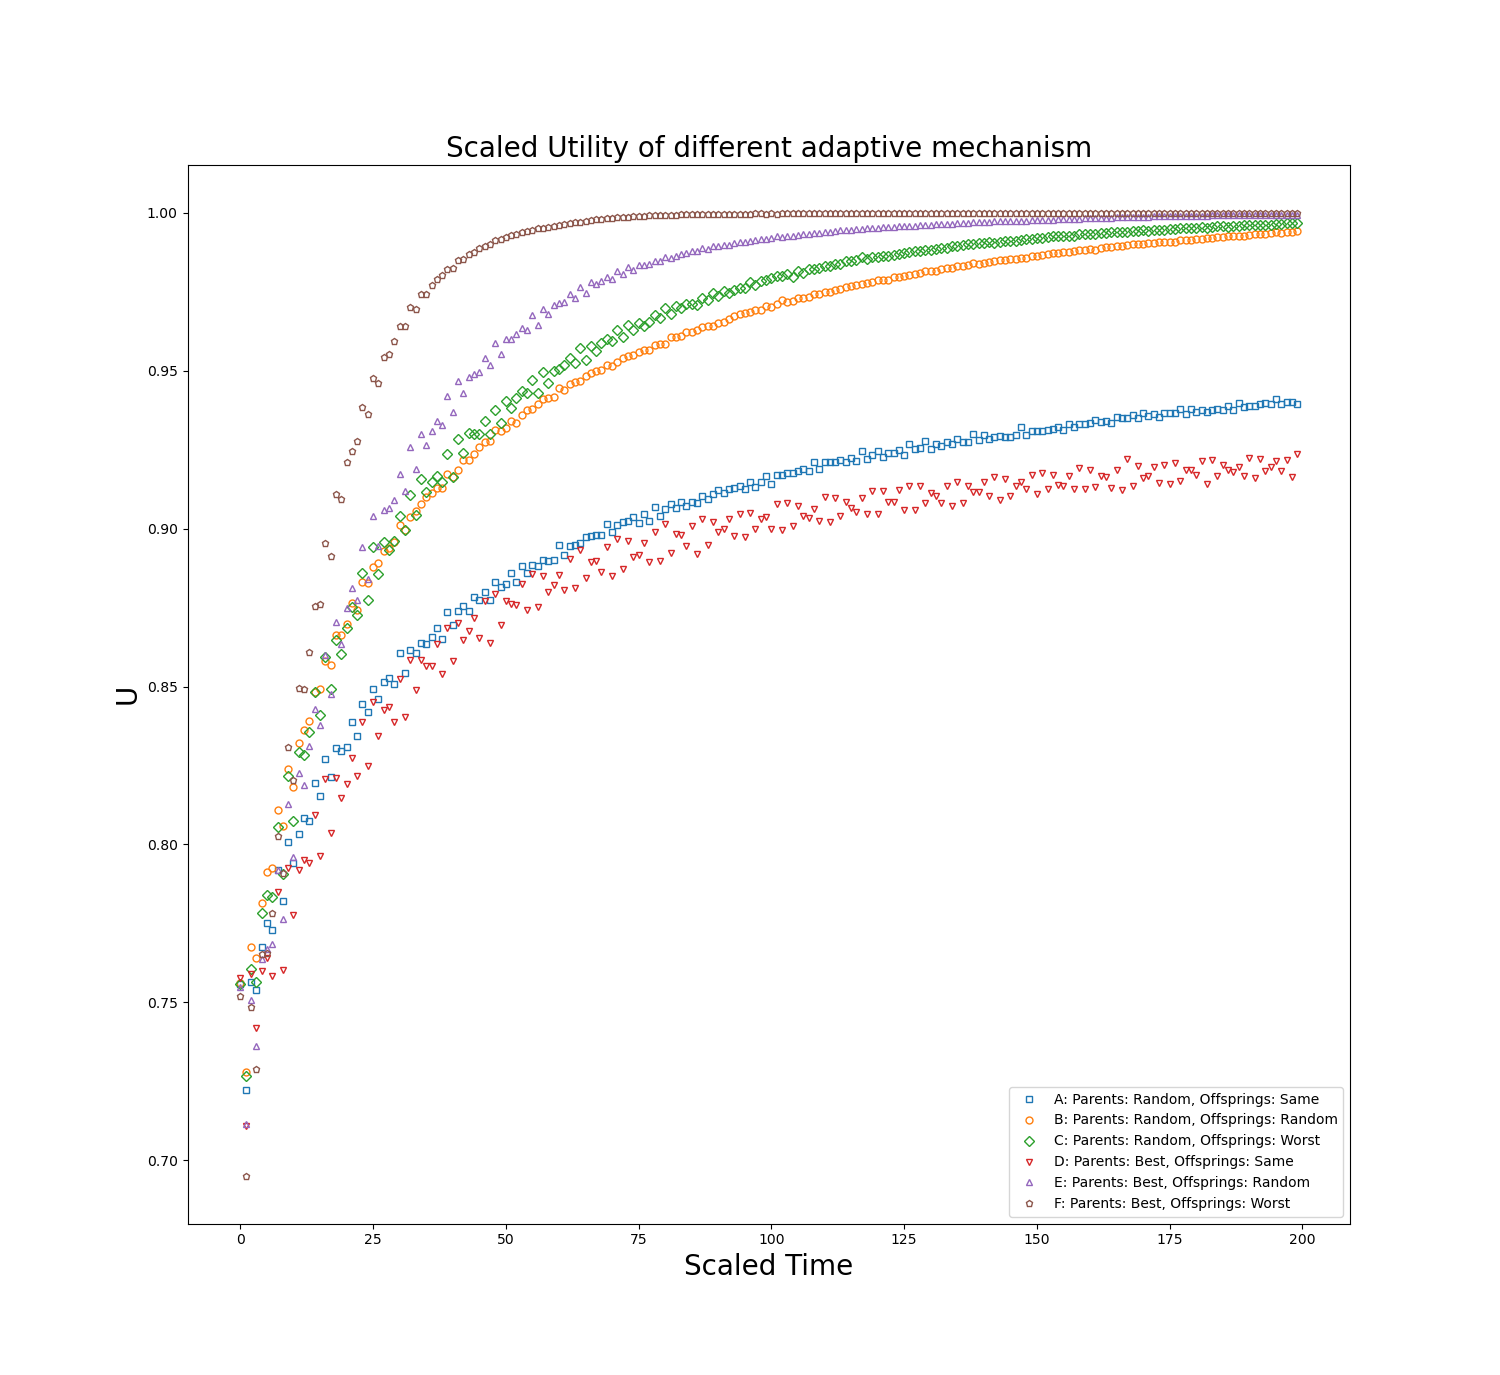 Scaled Utility of different adaptive mechanism
1.00
0.95
0.90
0.85
0.80
0.75
0.70
U
0 25 50 75 100 125 150 175 200
Scaled Time
A: Parents: Random, Offsprings: Same
B: Parents: Random, Offsprings: Random
C: Parents: Random, Offsprings: Worst
D: Parents: Best, Offsprings: Same
E: Parents: Best, Offsprings: Random
F: Parents: Best, Offsprings: Worst